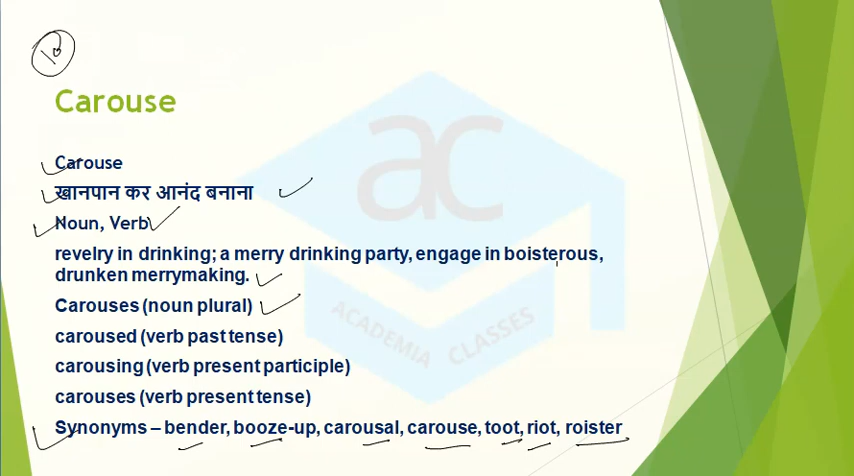 10
Carouse
Carouse
खानपान कर आनंद बनाना
Noun, Verb
revelry in drinking; a merry drinking party, engage in boisterous,
drunken merrymaking.
Carouses (noun plural)
caroused (verb past tense)
carousing (verb present participle)
carouses (verb present tense)
Synonyms – bender, booze-up, carousal, carouse, toot, riot, roister
ac
ACADEMIA CLASSES